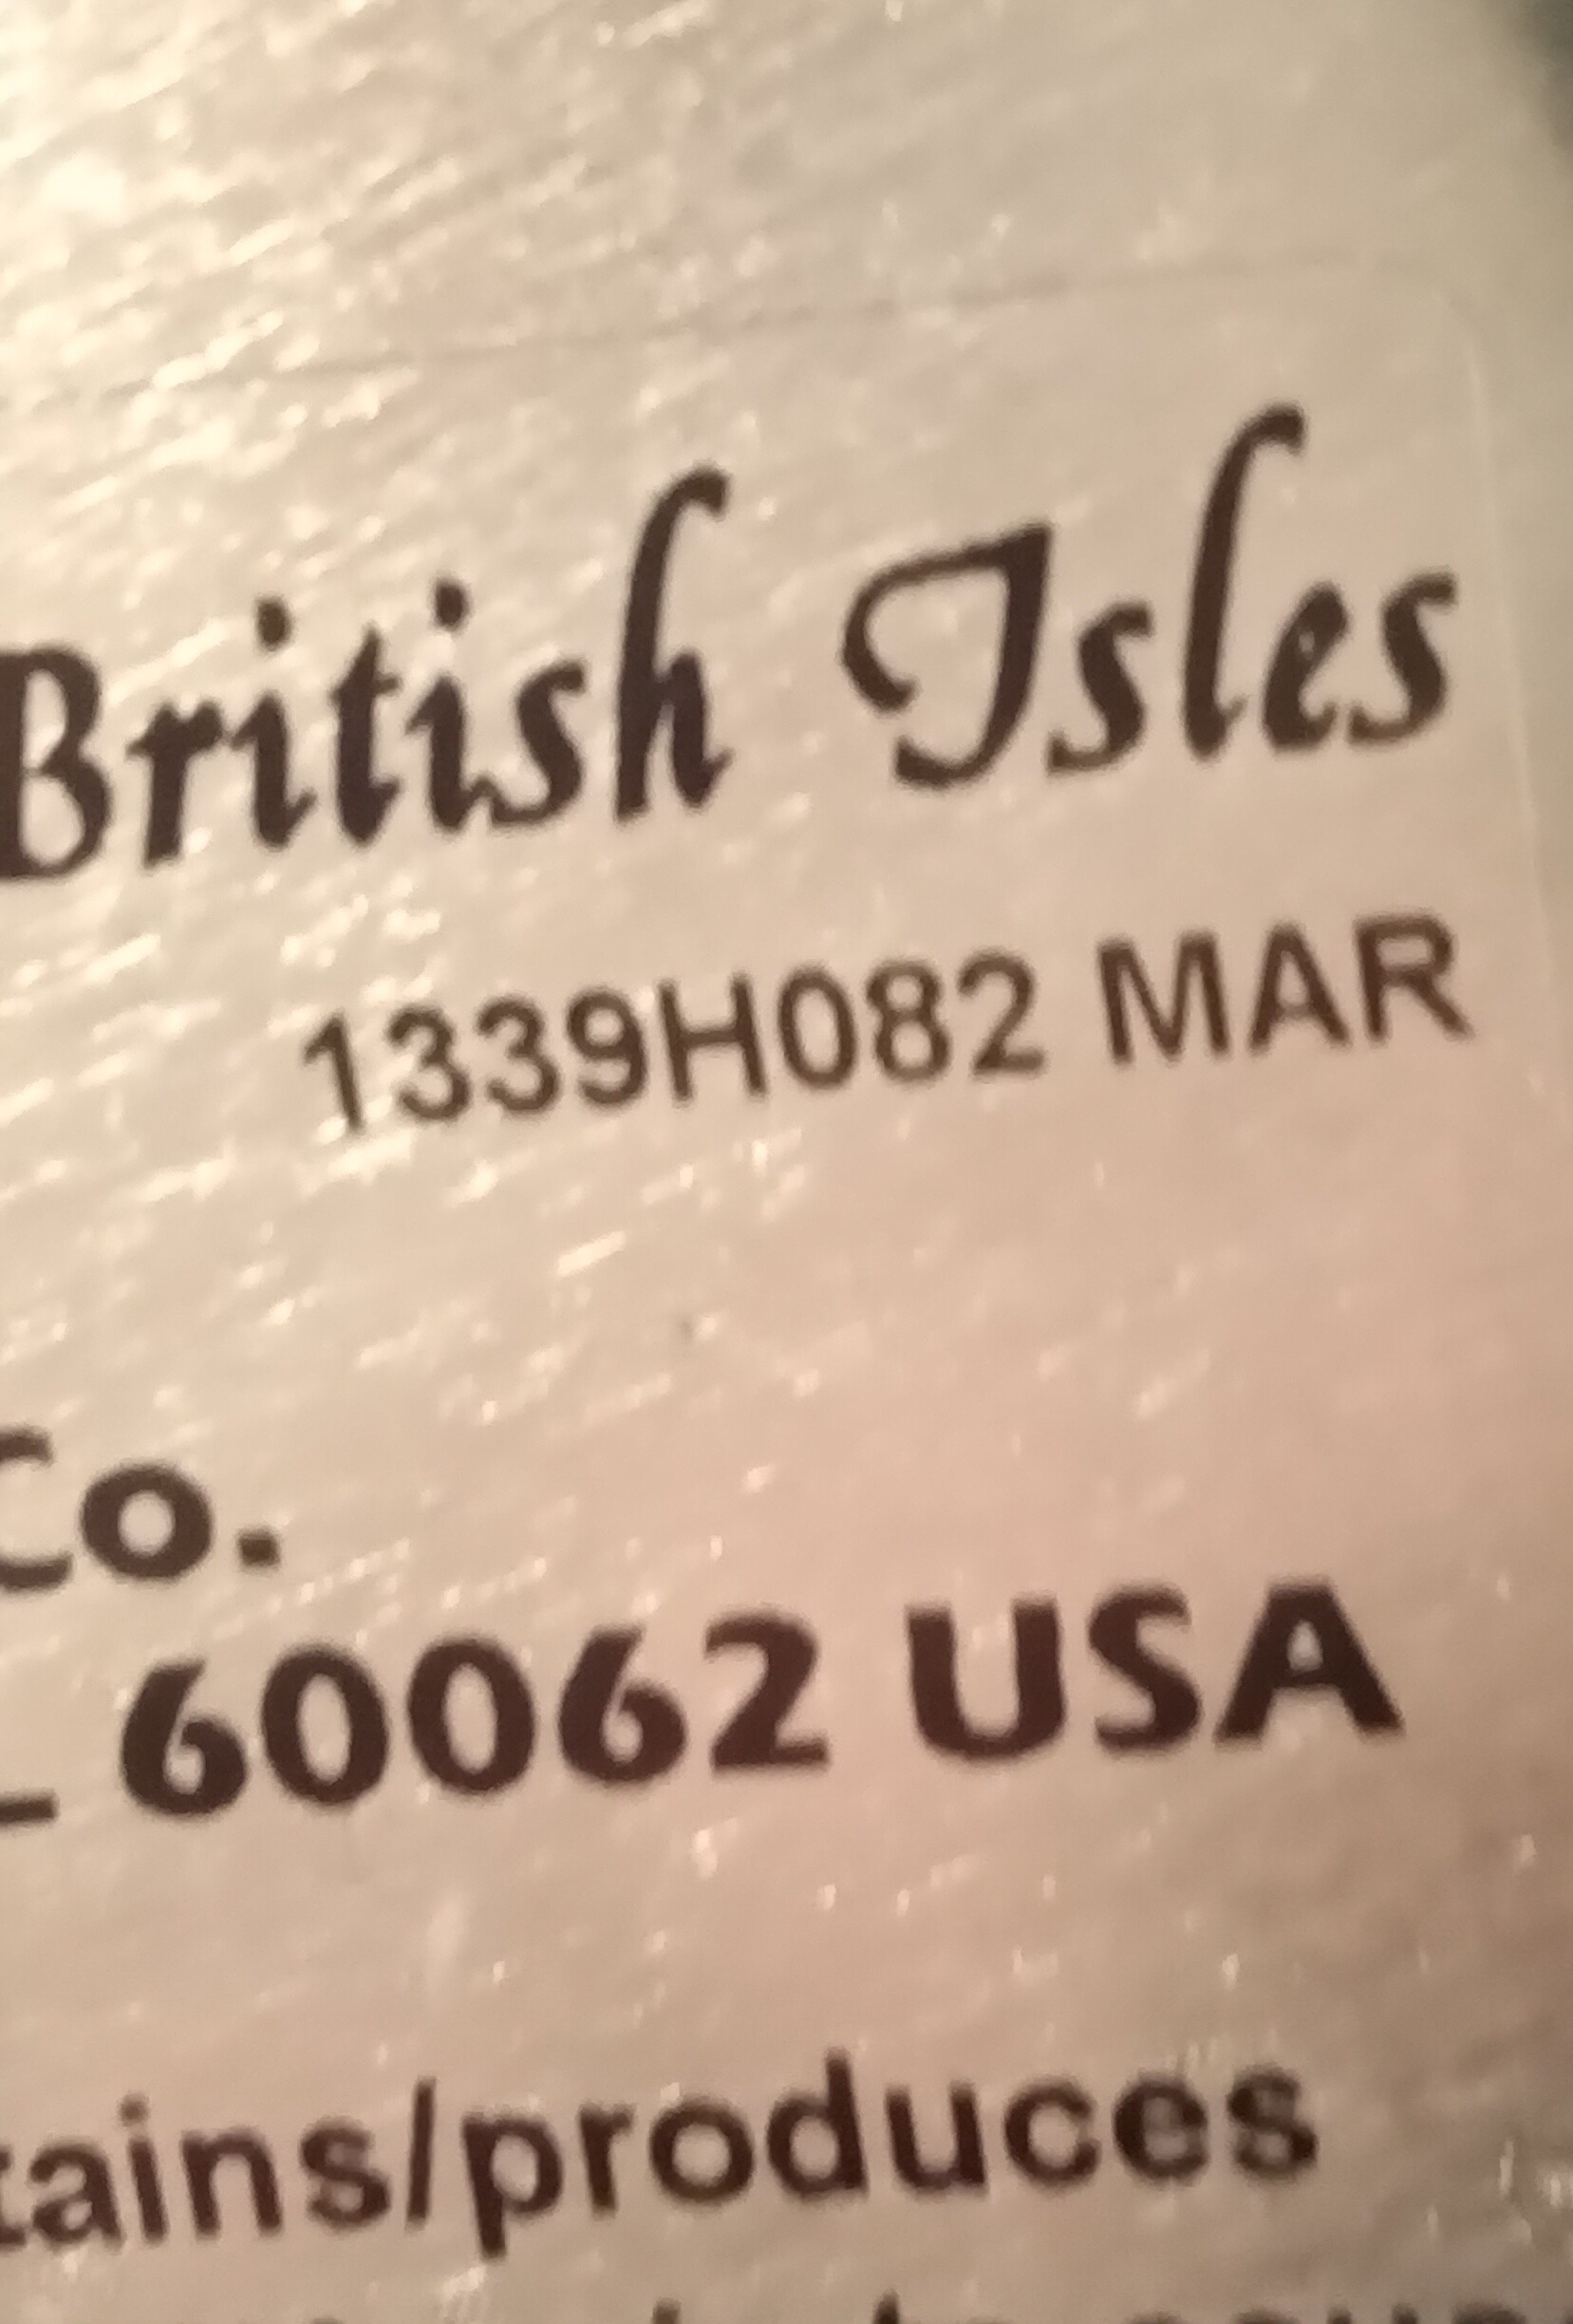 British Isles
1339H082 MAR
Co.
60062 USA
tains/produces